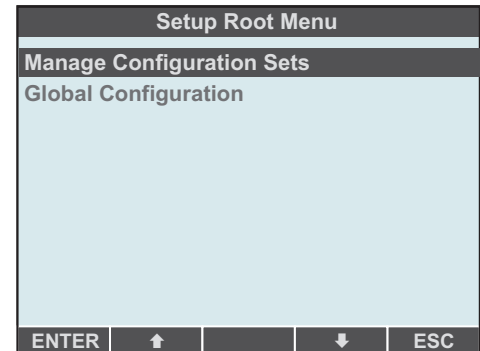 Setup Root Menu
Manage Configuration Sets
Global Configuration
ENTER ⬆ ⬇ ESC